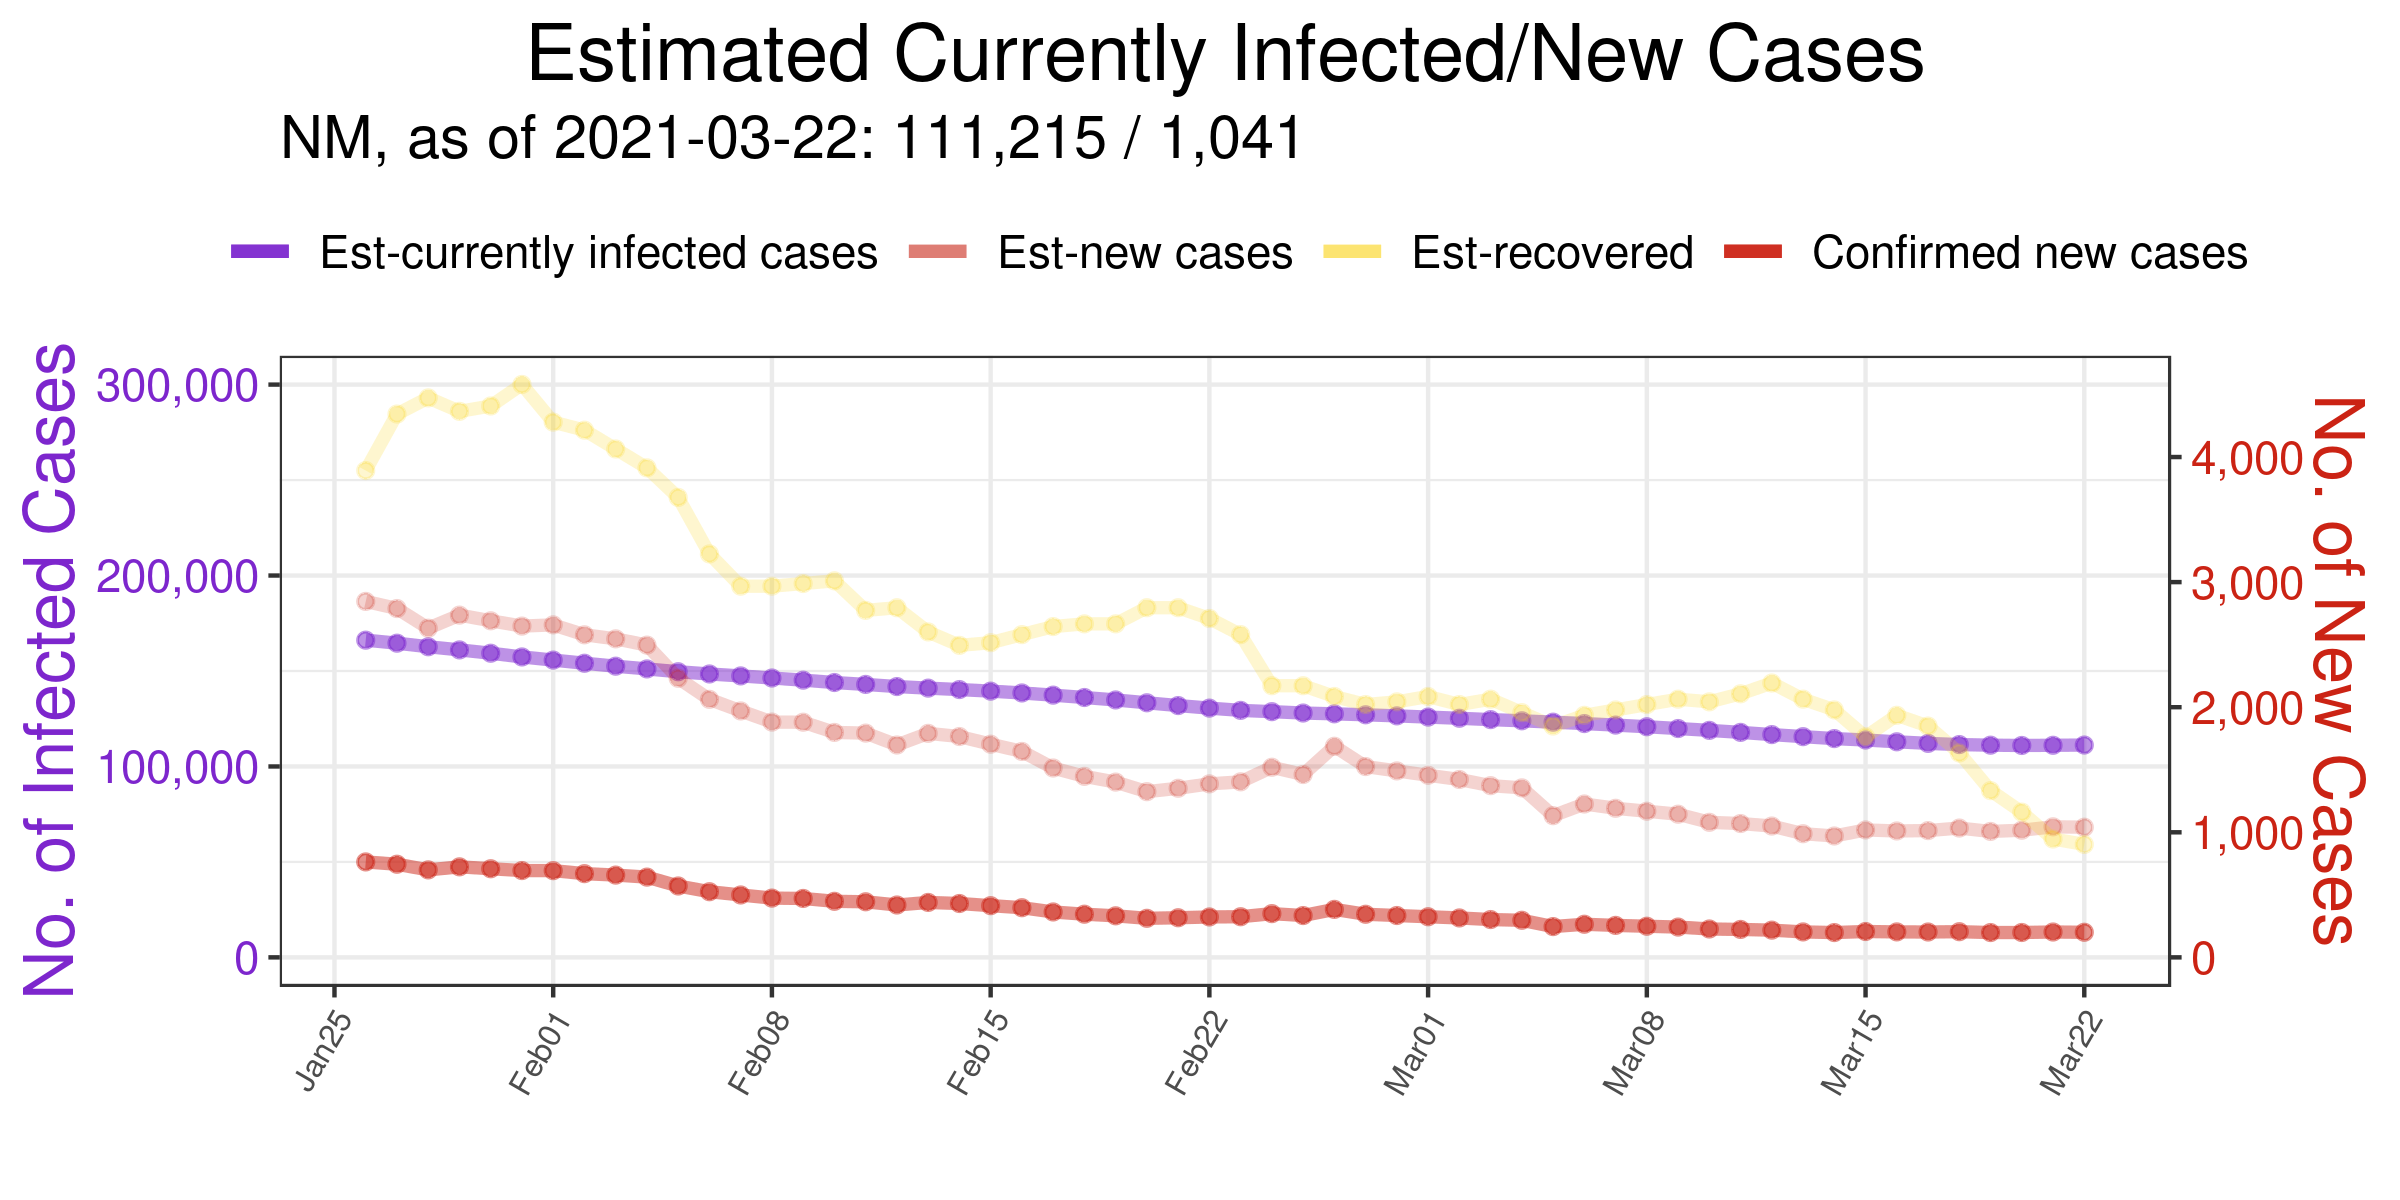 Estimated Currently Infected/New Cases
NM, as of 2021-03-22: 111,215 / 1,041
Est-currently infected cases Est-new cases Est-recovered Confirmed new cases
No. of Infected Cases
300,000
200,000
100,000
0
4,000
3,000
2,000
1,000
0
No. of New Cases
Jan25 Feb01 Feb08 Feb15 Feb22 Mar01 Mar08 Mar15 Mar22